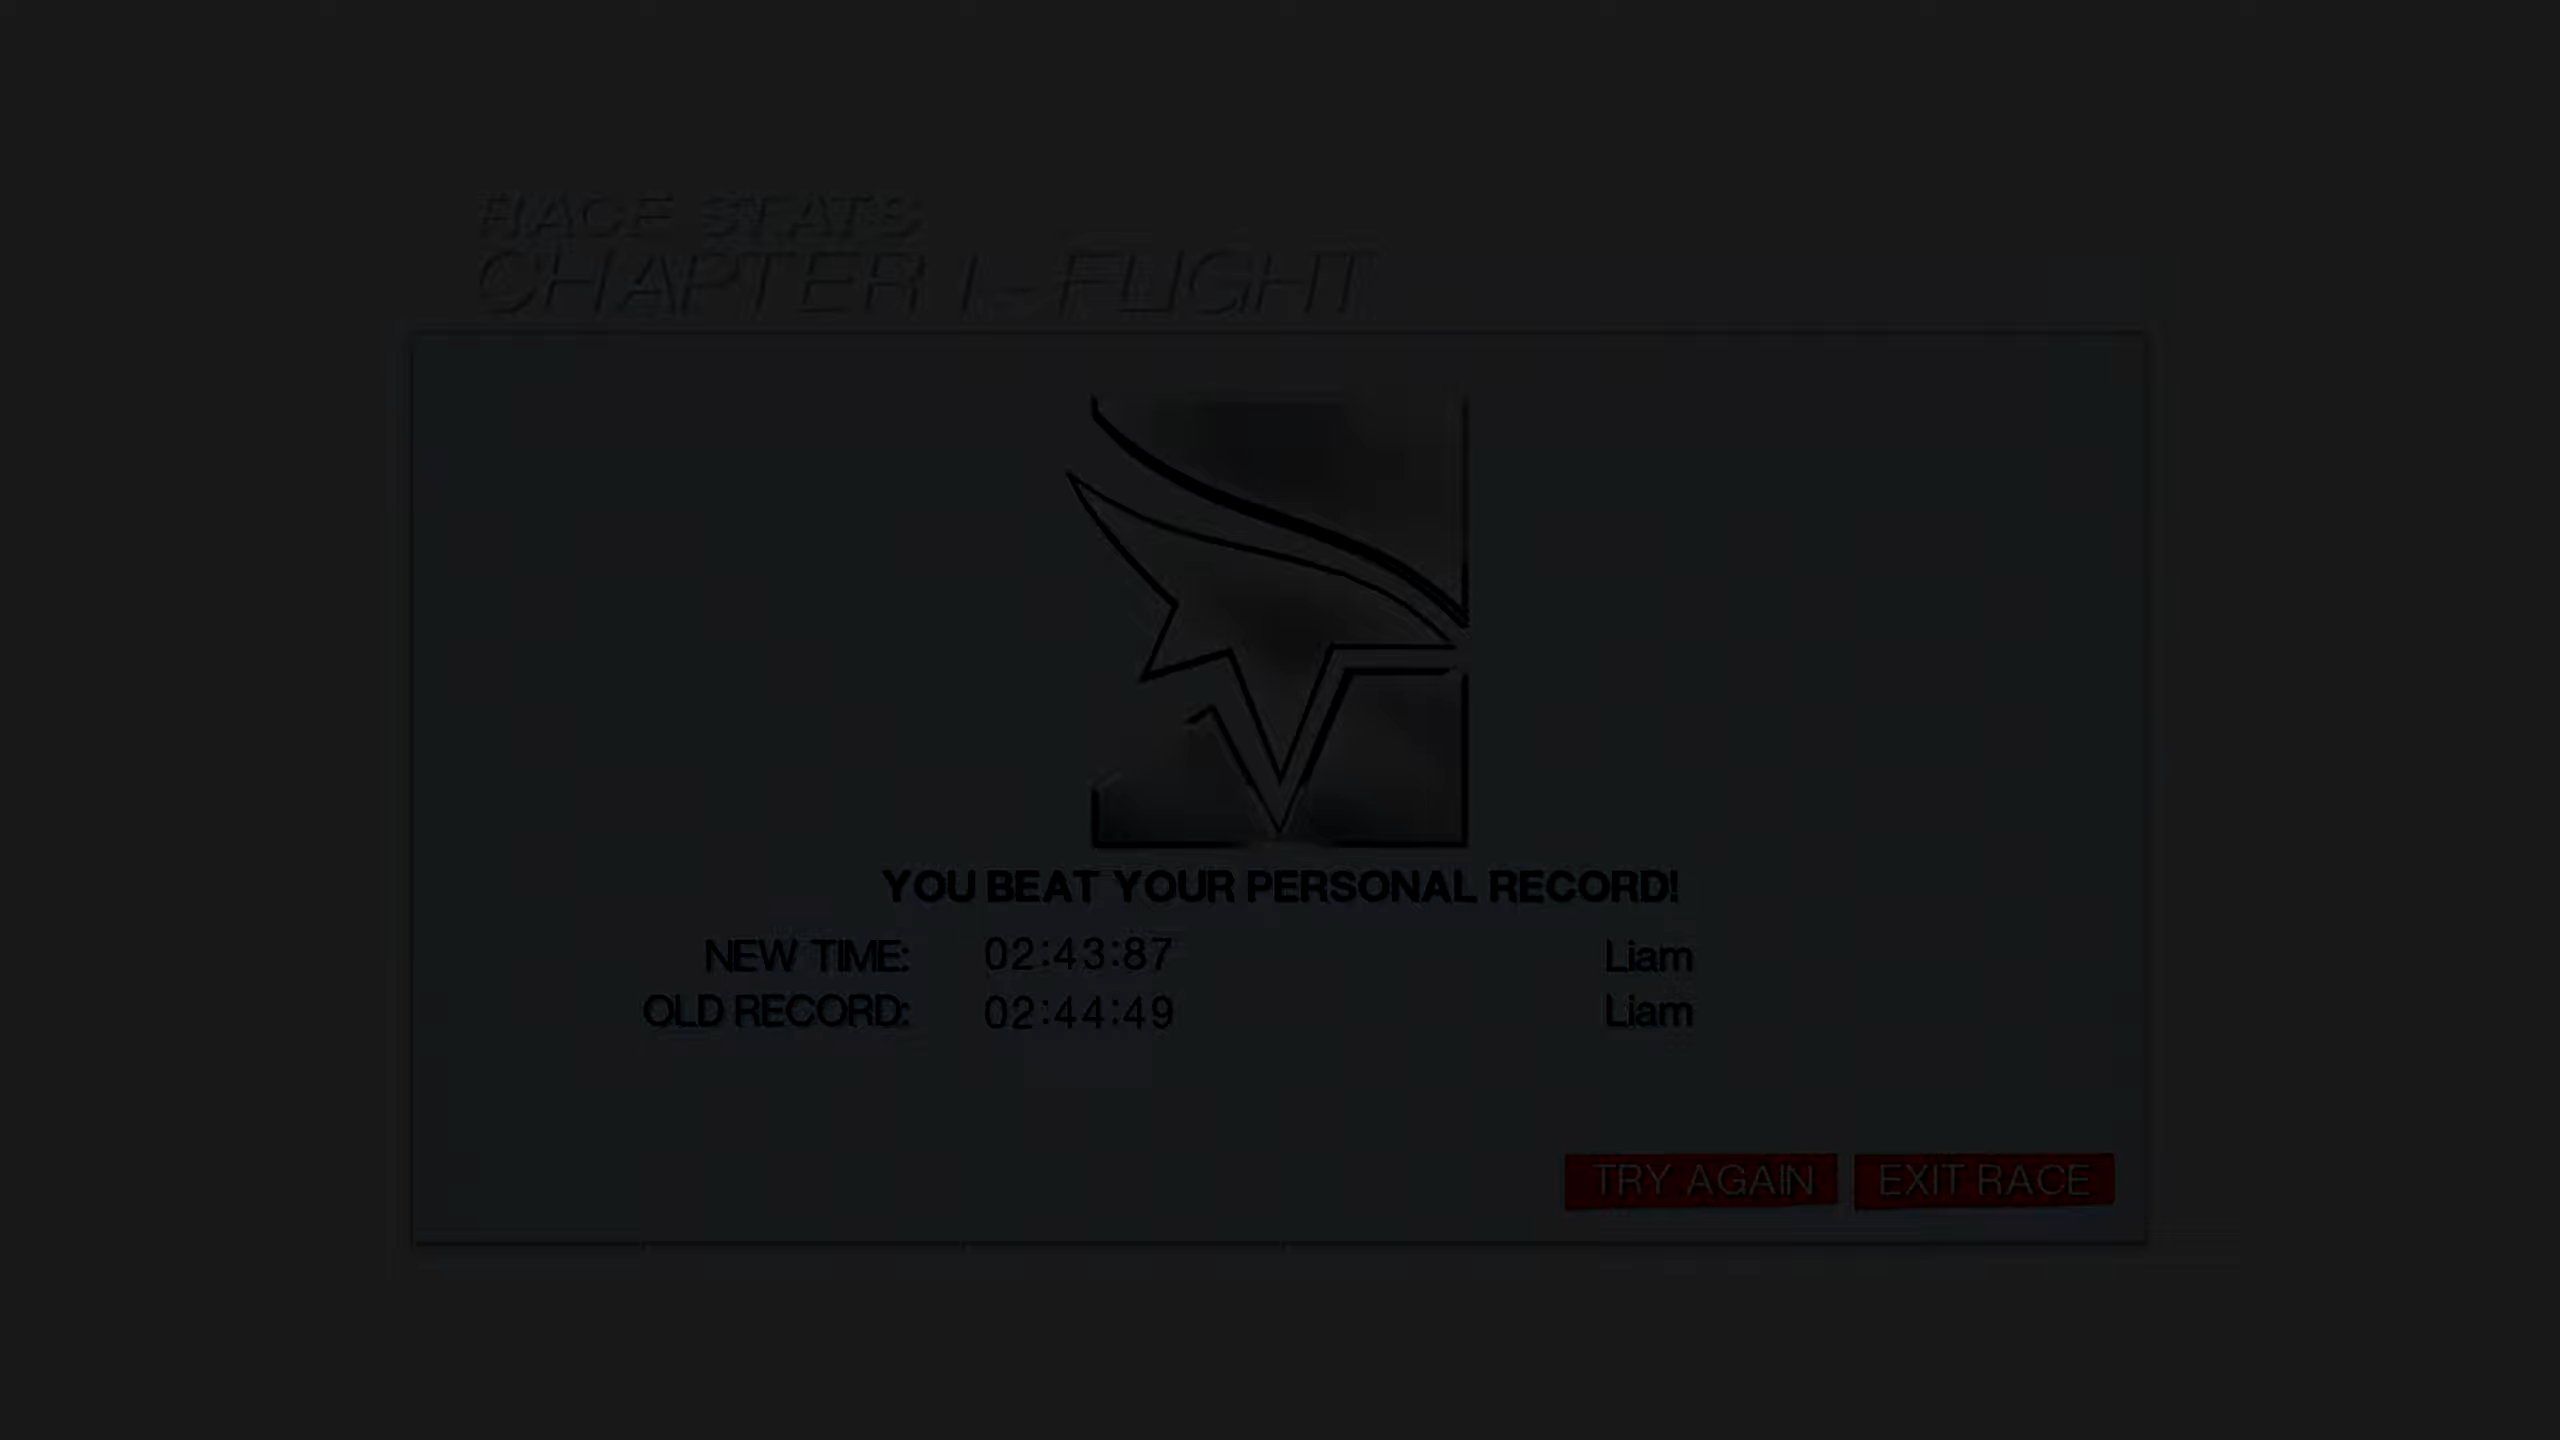 RACE STATS
CHAPTER 1 - FLIGHT
YOU BEAT YOUR PERSONAL RECORD!
NEW TIME: 02:43:87 Liam
OLD RECORD: 02:44:49 Liam
TRY AGAIN EXIT RACE